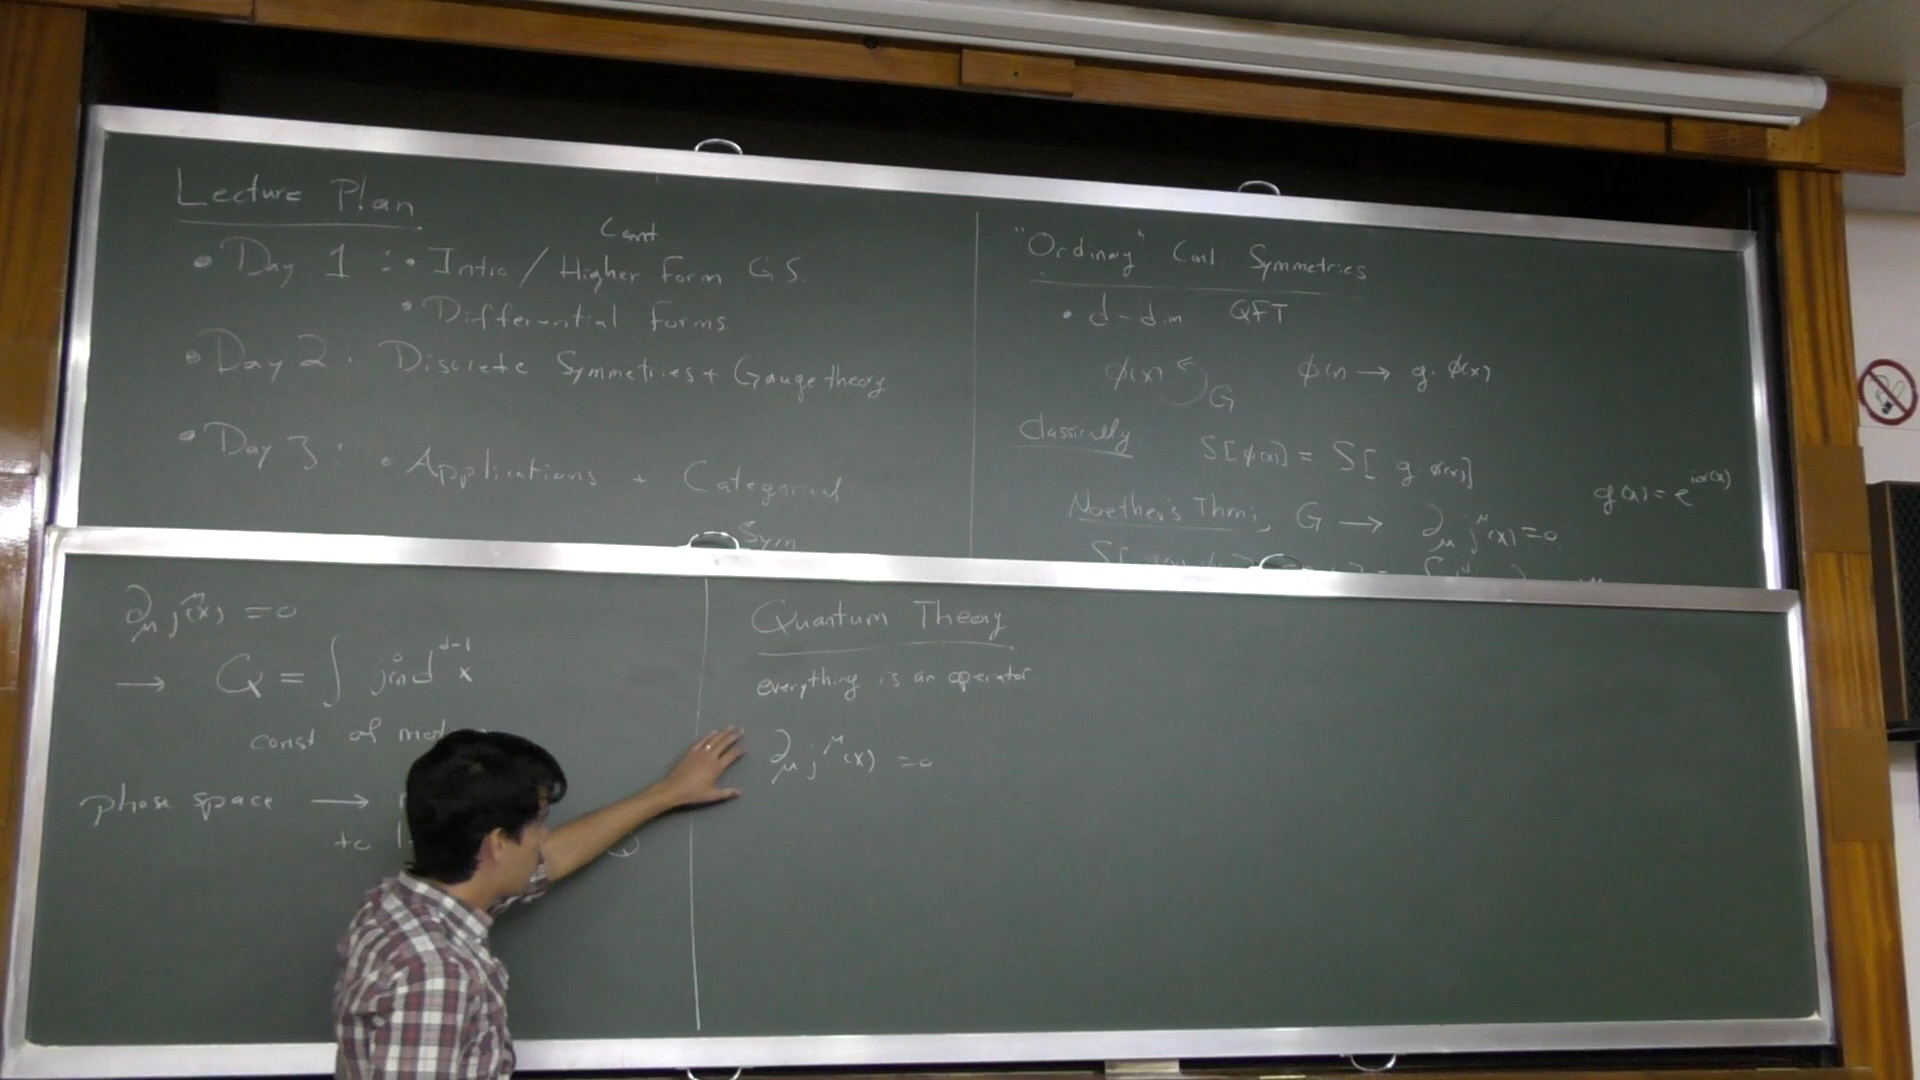 Lecture Plan
Cont
• Day 1 : • Intro / Higher Form G.S.
• Differential Forms
• Day 2 : Discrete Symmetries + Gauge theory
• Day 3 : • Applications + Categorical
Sym
"Ordinary" Symmetries
• d-dim QFT
ϕ(x) G ϕ(x) → g · ϕ(x)
Classically S[ϕ(x)] = S[g · ϕ(x)]
g(x) = e^{iα(x)}
Noether's Thm: G → ∂_μ j^μ(x) = 0
∂_μ j^μ(x) = 0
→ Q = ∫ j^0(x) d^{d-1} x
const of
phase space →
to
Q
Quantum Theory
everything is an operator
∂_μ j^μ(x) = 0